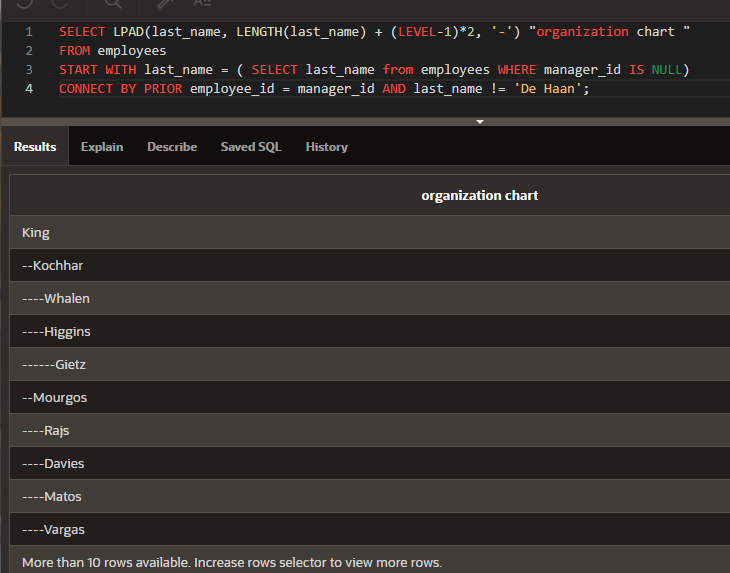 1 SELECT LPAD(last_name, LENGTH(last_name) + (LEVEL-1)*2, '-') "organization chart "
2 FROM employees
3 START WITH last_name = ( SELECT last_name from employees WHERE manager_id IS NULL)
4 CONNECT BY PRIOR employee_id = manager_id AND last_name != 'De Haan';
Results Explain Describe Saved SQL History
organization chart
King
--Kochhar
----Whalen
----Higgins
------Gietz
--Mourgos
----Rajs
----Davies
----Matos
----Vargas
More than 10 rows available. Increase rows selector to view more rows.